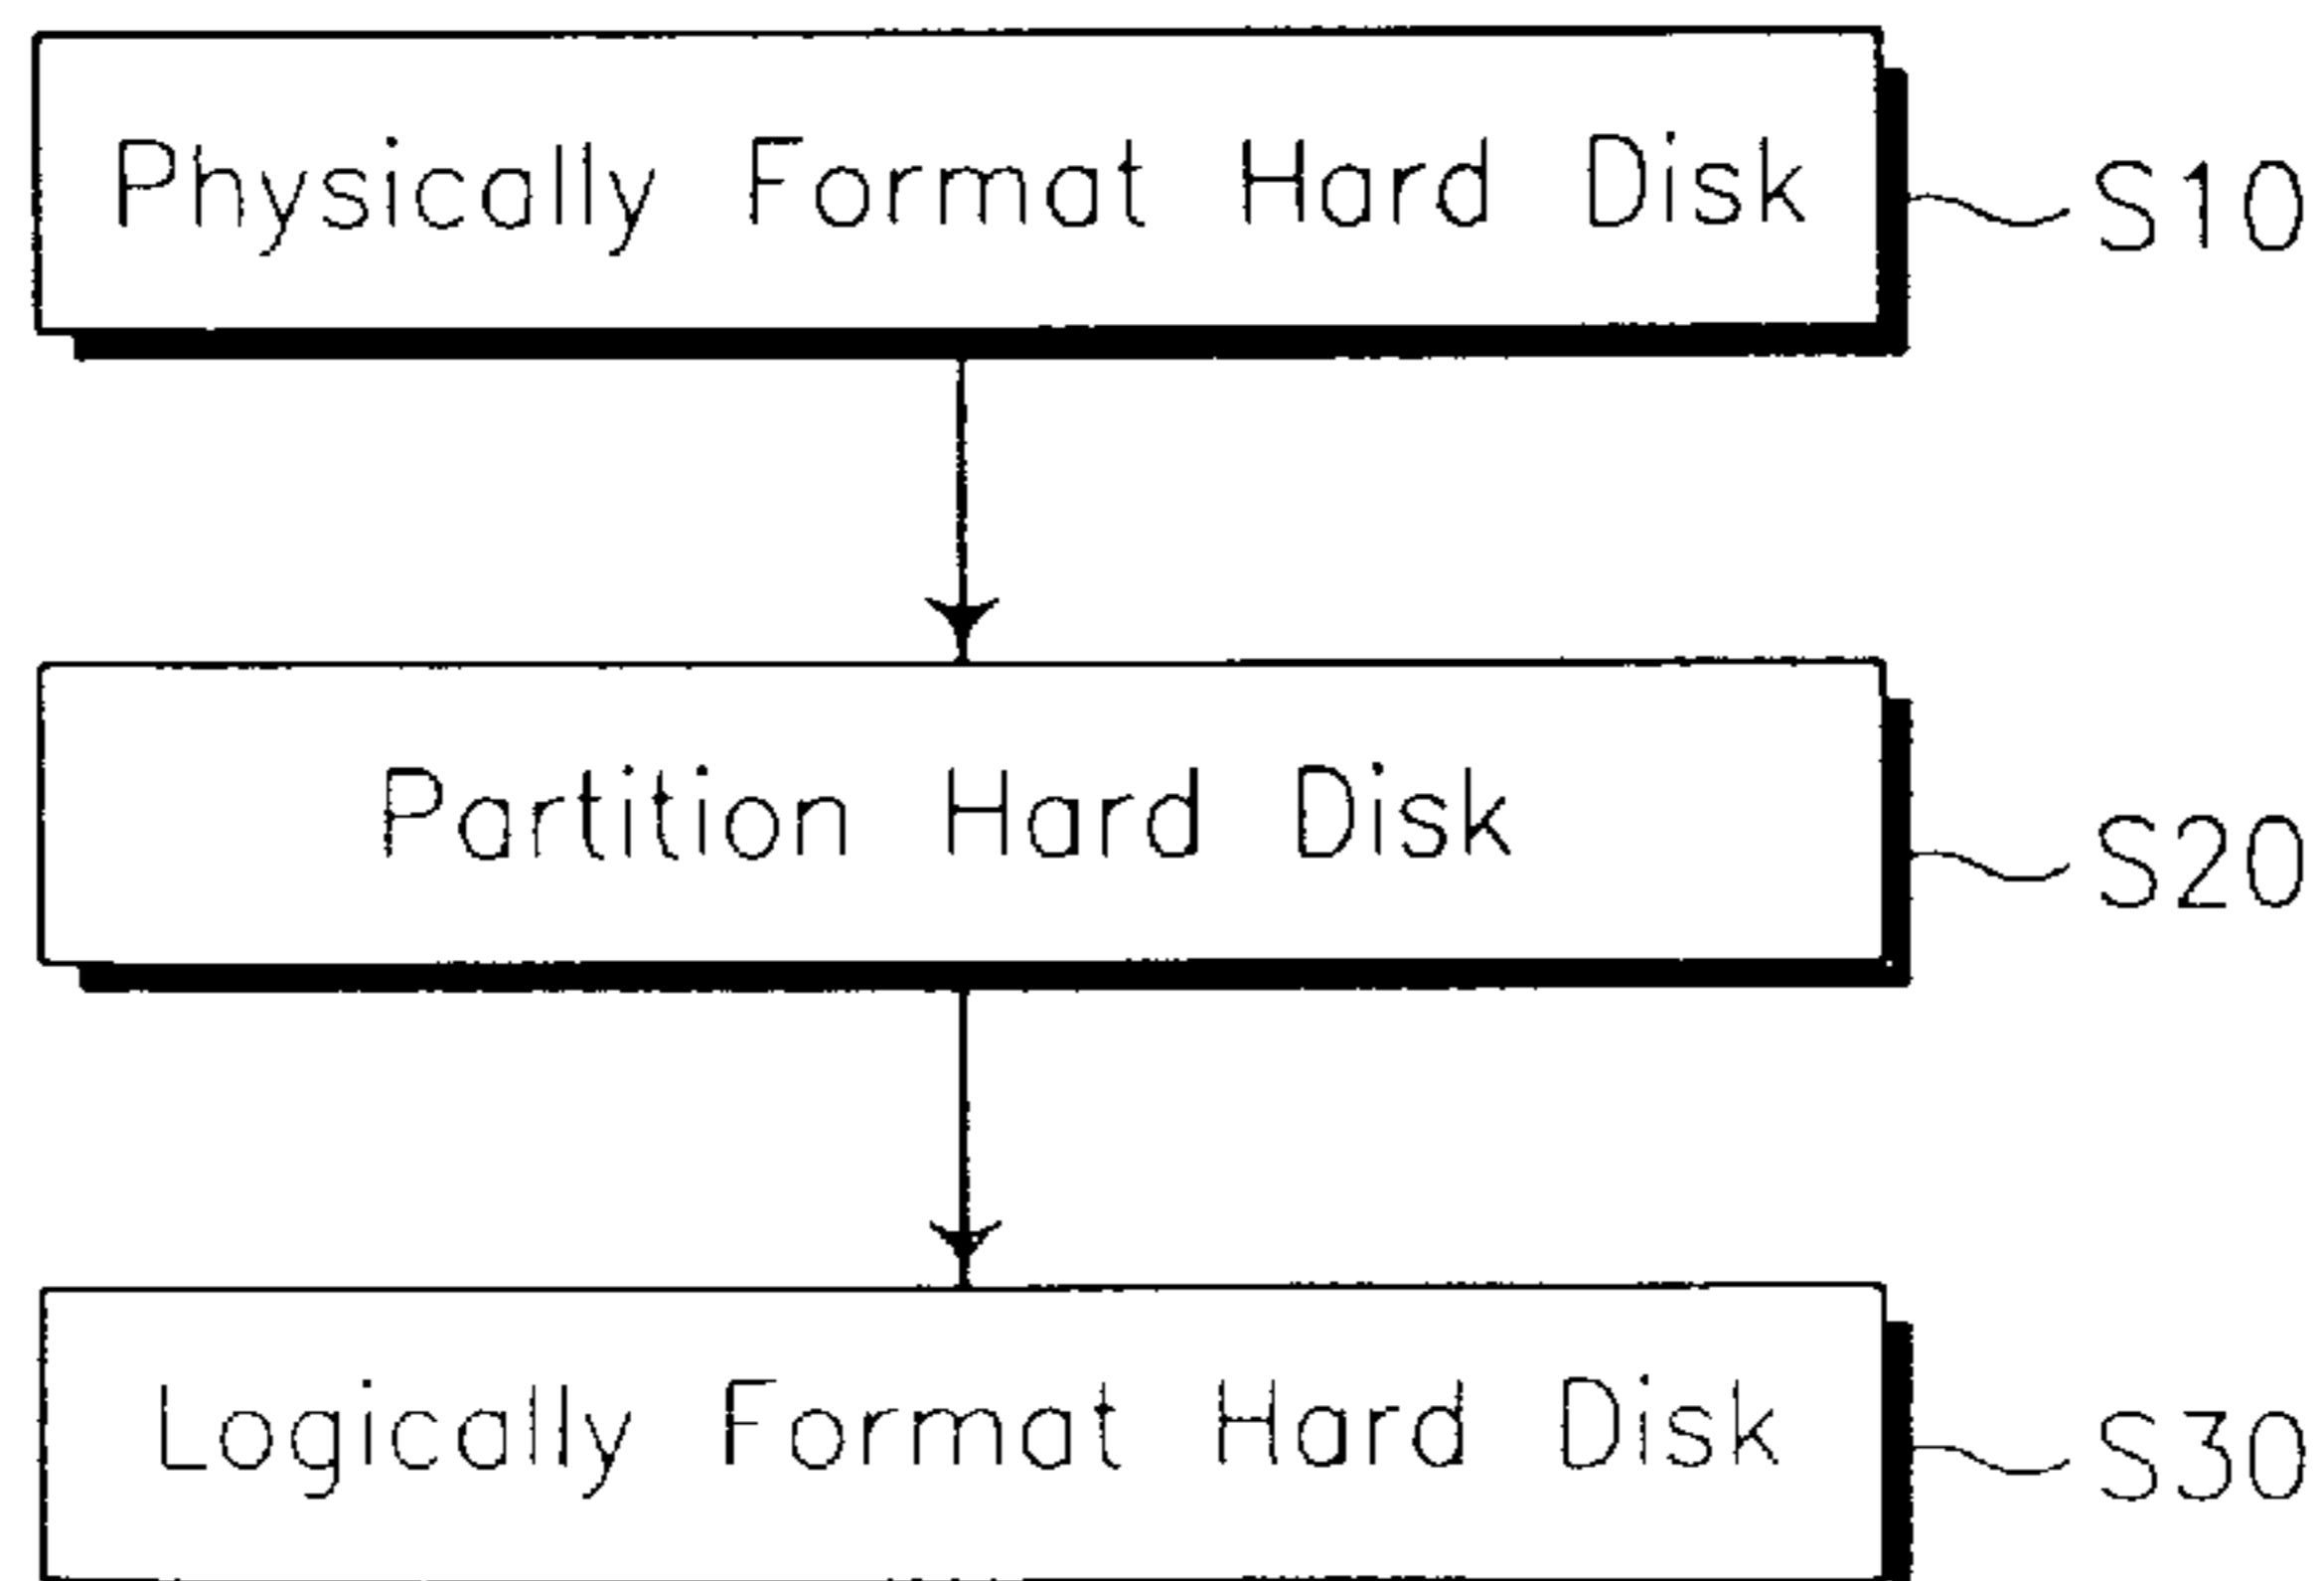 Physically Format Hard Disk S10
Partition Hard Disk S20
Logically Format Hard Disk S30